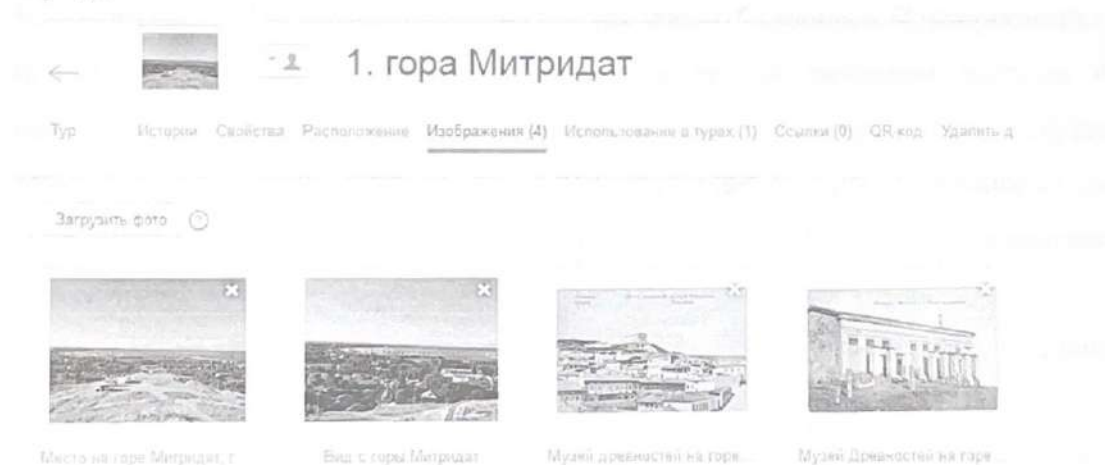 1. гора Митридат
Тур Истории Свойства Расположение Изображения (4) Использование в турах (1) Ссылки (0) QR код Удалить д
Загрузить фото ?
Место на горе Митридат, г Вид с горы Митридат Музей древностей на горе... Музей Древностей на горе...